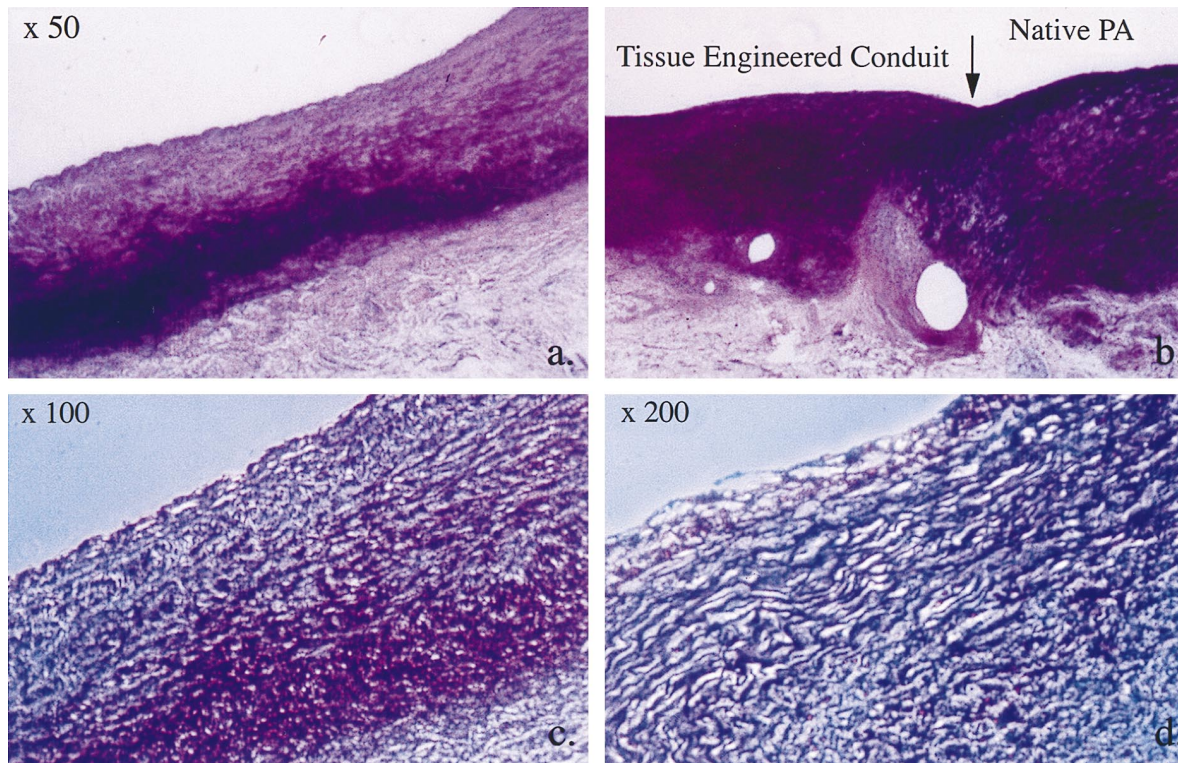 x 50
a.
Tissue Engineered Conduit
Native PA
b
x 100
c.
x 200
d